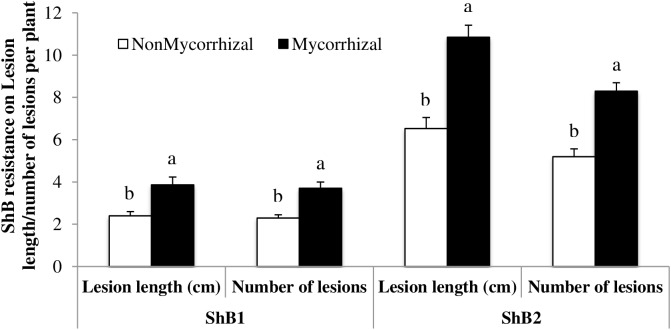 ShB resistance on Lesion
length/number of lesions per plant
12
10
8
6
4
2
0
NonMycorrhizal
Mycorrhizal
b
a
b
a
b
a
b
a
Lesion length (cm)
Number of lesions
Lesion length (cm)
Number of lesions
ShB1
ShB2